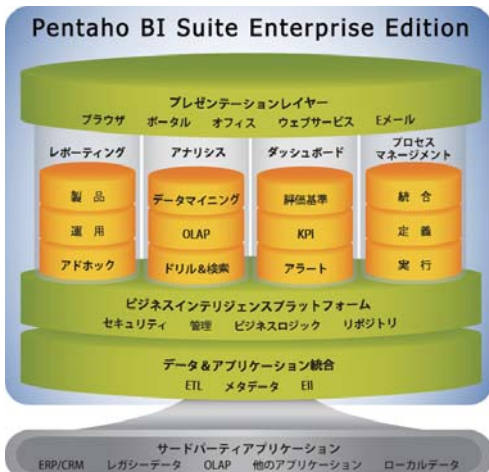 Pentaho BI Suite Enterprise Edition
プレゼンテーションレイヤー
ブラウザ ポータル オフィス ウェブサービス Eメール
レポーティング アナリシス ダッシュボード プロセス
マネージメント
製品 データマイニング 評価基準 統合
運用 OLAP KPI 定義
アドホック ドリル&検索 アラート 実行
ビジネスインテリジェンスプラットフォーム
セキュリティ 管理 ビジネスロジック リポジトリ
データ&アプリケーション統合
ETL メタデータ EII
サードパーティアプリケーション
ERP/CRM レガシーデータ OLAP 他のアプリケーション ローカルデータ